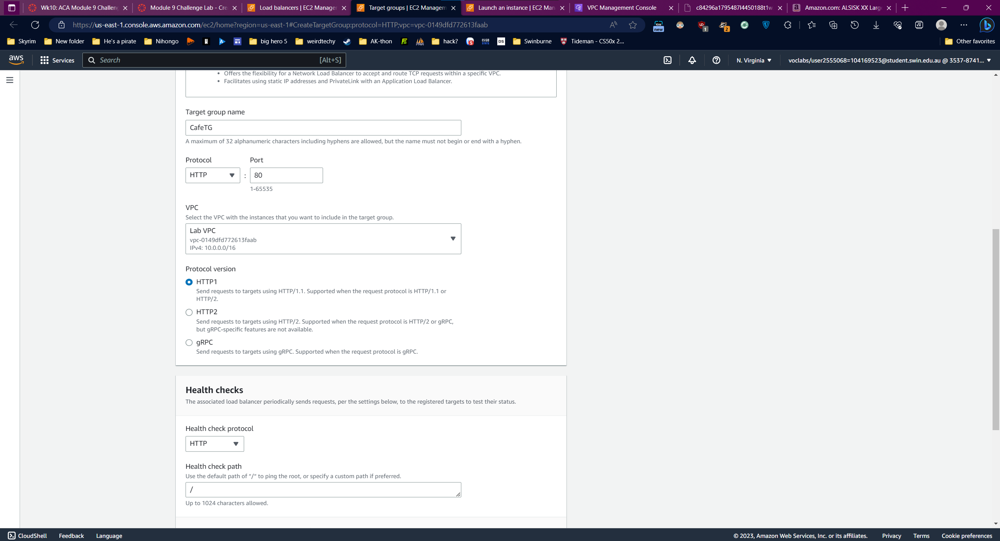 Wk10: ACA Module 9 Challeng
Module 9 Challenge Lab - Cre
Load balancers | EC2 Manager
Target groups | EC2 Managem
Launch an instance | EC2 Man
VPC Management Console
c84296a1795487l4450188t1w
Amazon.com: ALSISK XX Large
https://us-east-1.console.aws.amazon.com/ec2/home?region=us-east-1#CreateTargetGroup:protocol=HTTP;vpc=vpc-0149dfd772613faab
new
1
2
Skyrim
New folder
He's a pirate
Nihongo
big hero 5
weirdtechy
AK-thon
hack?
DS
Swinburne
Tideman - CS50x 2...
Other favorites
aws
Services
Search
[Alt+S]
N. Virginia
voclabs/user2555068=104169523@student.swin.edu.au @ 3537-8741...
• Offers the flexibility for a Network Load Balancer to accept and route TCP requests within a specific VPC.
• Facilitates using static IP addresses and PrivateLink with an Application Load Balancer.
Target group name
CafeTG
A maximum of 32 alphanumeric characters including hyphens are allowed, but the name must not begin or end with a hyphen.
Protocol
Port
HTTP
:
80
1-65535
VPC
Select the VPC with the instances that you want to include in the target group.
Lab VPC
vpc-0149dfd772613faab
IPv4: 10.0.0.0/16
Protocol version
HTTP1
Send requests to targets using HTTP/1.1. Supported when the request protocol is HTTP/1.1 or
HTTP/2.
HTTP2
Send requests to targets using HTTP/2. Supported when the request protocol is HTTP/2 or gRPC,
but gRPC-specific features are not available.
gRPC
Send requests to targets using gRPC. Supported when the request protocol is gRPC.
Health checks
The associated load balancer periodically sends requests, per the settings below, to the registered targets to test their status.
Health check protocol
HTTP
Health check path
Use the default path of "/" to ping the root, or specify a custom path if preferred.
/
Up to 1024 characters allowed.
CloudShell
Feedback
Language
© 2023, Amazon Web Services, Inc. or its affiliates.
Privacy
Terms
Cookie preferences